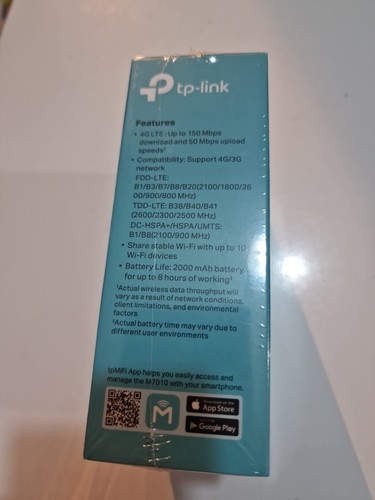 tp-link
Features
• 4G LTE: Up to 150 Mbps
download and 50 Mbps upload
speeds¹
• Compatibility: Support 4G/3G
network
FDD-LTE:
B1/B3/B7/B8/B20(2100/1800/26
00/900/800 MHz)
TDD-LTE: B38/B40/B41
(2600/2300/2500 MHz)
DC-HSPA+/HSPA/UMTS:
B1/B8(2100/900 MHz)
• Share stable Wi-Fi with up to 10
Wi-Fi devices
• Battery Life: 2000 mAh battery
for up to 8 hours of working²
¹Actual wireless data throughput will
vary as a result of network conditions,
client limitations, and environmental
factors
²Actual battery time may vary due to
different user environments
tpMiFi App helps you easily access and
manage the M7010 with your smartphone.
M
Download on the
App Store
Google Play